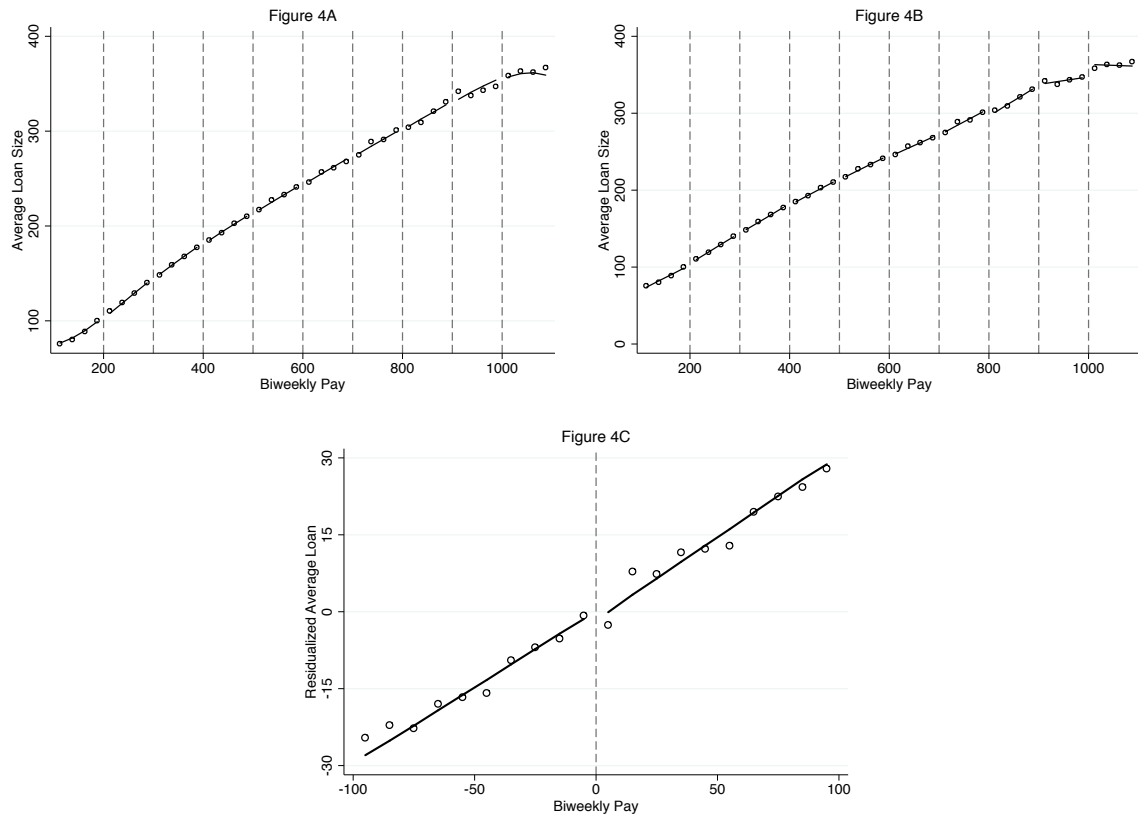 Figure 4A
400
300
200
100
Average Loan Size
200 400 600 800 1000
Biweekly Pay
Figure 4B
400
300
200
100
0
Average Loan Size
200 400 600 800 1000
Biweekly Pay
Figure 4C
30
15
0
-15
-30
Residualized Average Loan
-100 -50 0 50 100
Biweekly Pay